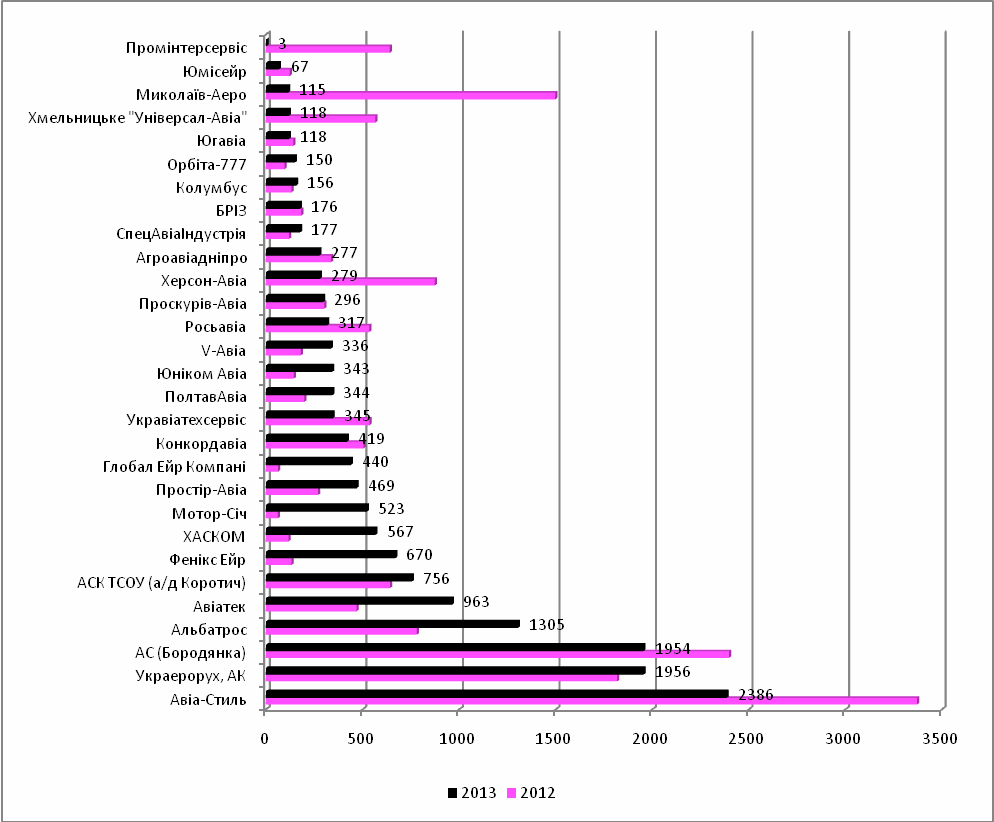 Промінтерсервіс 3
Юмісейр 67
Миколаїв-Аеро 115
Хмельницьке "Універсал-Авіа" 118
Югавіа 118
Орбіта-777 150
Колумбус 156
БРІЗ 176
СпецАвіаІндустрія 177
Агроавіадніпро 277
Херсон-Авіа 279
Проскурів-Авіа 296
Росьавіа 317
V-Авіа 336
Юніком Авіа 343
ПолтавАвіа 344
Укравіатехсервіс 345
Конкордавіа 419
Глобал Ейр Компані 440
Простір-Авіа 469
Мотор-Січ 523
ХАСКОМ 567
Фенікс Ейр 670
АСК ТСОУ (а/д Коротич) 756
Авіатек 963
Альбатрос 1305
АС (Бородянка) 1954
Украерорух, АК 1956
Авіа-Стиль 2386
0 500 1000 1500 2000 2500 3000 3500
2013 2012